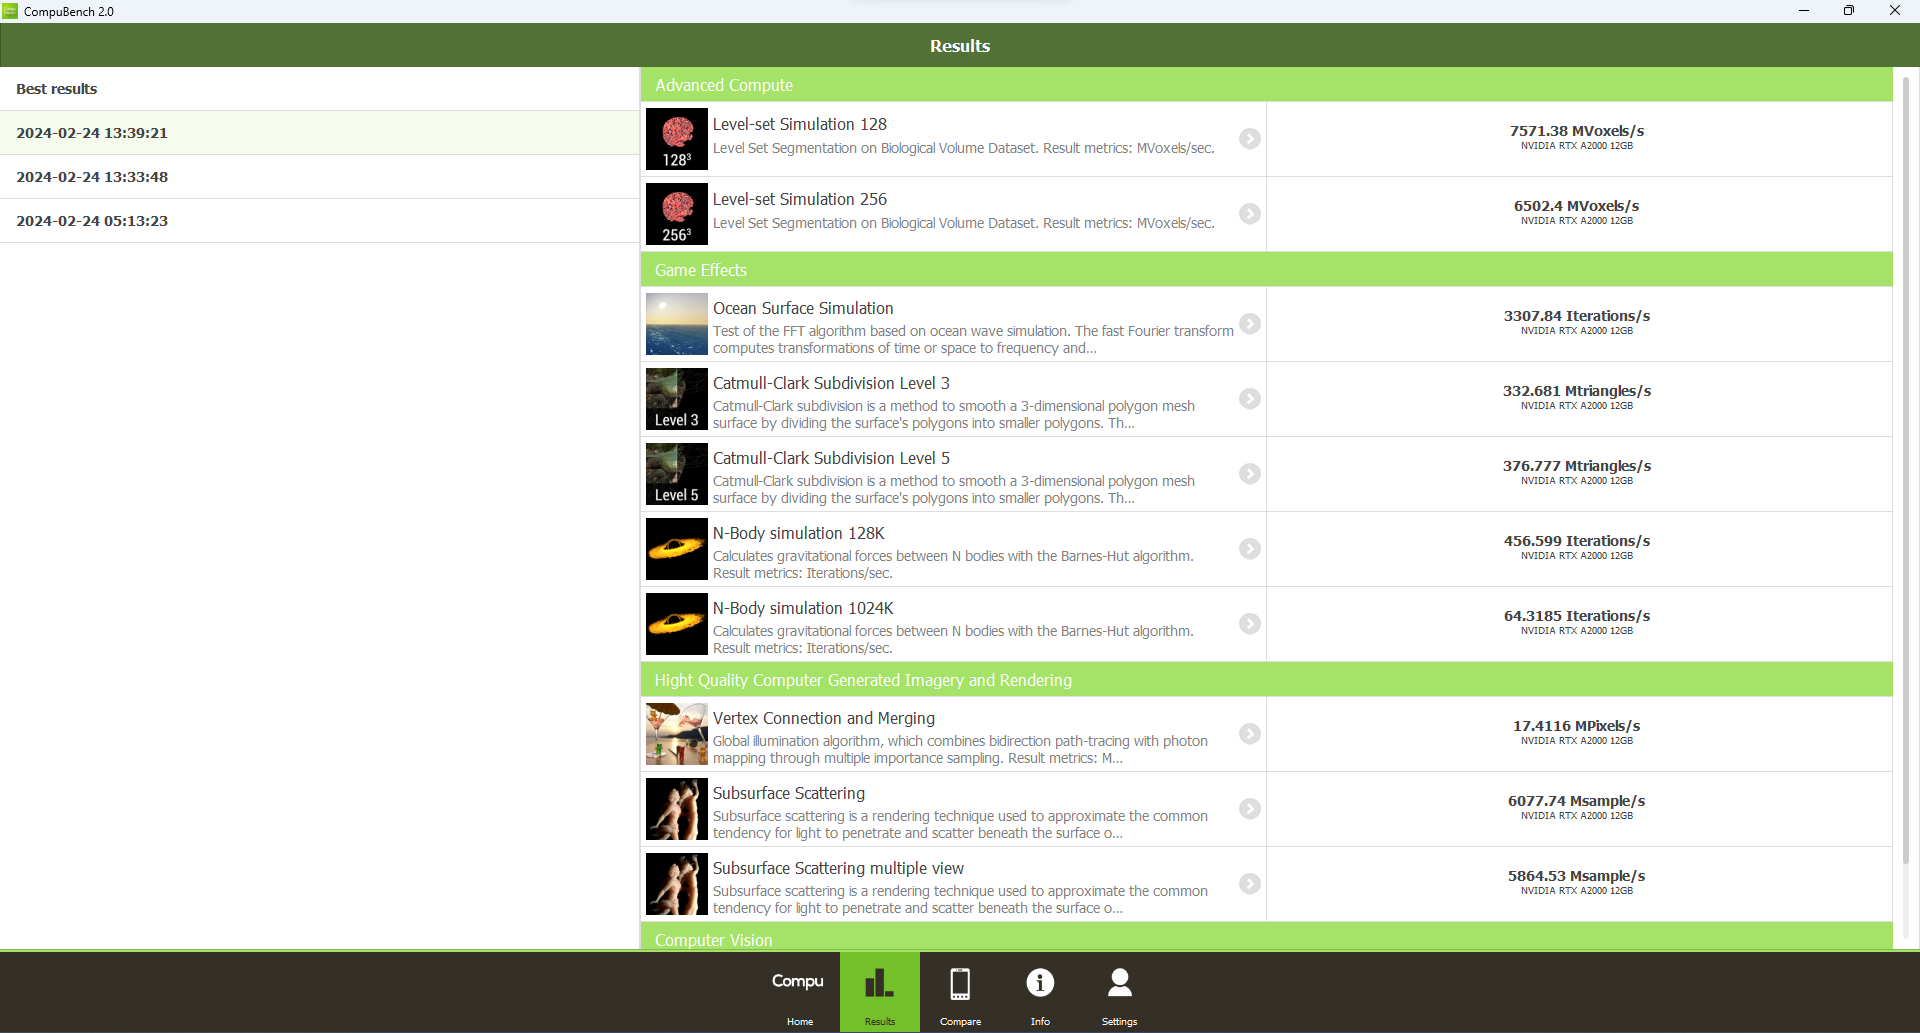 CompuBench 2.0
Results
Best results
2024-02-24 13:39:21
2024-02-24 13:33:48
2024-02-24 05:13:23
Advanced Compute
128³
Level-set Simulation 128
Level Set Segmentation on Biological Volume Dataset. Result metrics: MVoxels/sec.
7571.38 MVoxels/s
NVIDIA RTX A2000 12GB
256³
Level-set Simulation 256
Level Set Segmentation on Biological Volume Dataset. Result metrics: MVoxels/sec.
6502.4 MVoxels/s
NVIDIA RTX A2000 12GB
Game Effects
Ocean Surface Simulation
Test of the FFT algorithm based on ocean wave simulation. The fast Fourier transform
computes transformations of time or space to frequency and...
3307.84 Iterations/s
NVIDIA RTX A2000 12GB
Level 3
Catmull-Clark Subdivision Level 3
Catmull-Clark subdivision is a method to smooth a 3-dimensional polygon mesh
surface by dividing the surface's polygons into smaller polygons. Th...
332.681 Mtriangles/s
NVIDIA RTX A2000 12GB
Level 5
Catmull-Clark Subdivision Level 5
Catmull-Clark subdivision is a method to smooth a 3-dimensional polygon mesh
surface by dividing the surface's polygons into smaller polygons. Th...
376.777 Mtriangles/s
NVIDIA RTX A2000 12GB
N-Body simulation 128K
Calculates gravitational forces between N bodies with the Barnes-Hut algorithm.
Result metrics: Iterations/sec.
456.599 Iterations/s
NVIDIA RTX A2000 12GB
N-Body simulation 1024K
Calculates gravitational forces between N bodies with the Barnes-Hut algorithm.
Result metrics: Iterations/sec.
64.3185 Iterations/s
NVIDIA RTX A2000 12GB
Hight Quality Computer Generated Imagery and Rendering
Vertex Connection and Merging
Global illumination algorithm, which combines bidirection path-tracing with photon
mapping through multiple importance sampling. Result metrics: M...
17.4116 MPixels/s
NVIDIA RTX A2000 12GB
Subsurface Scattering
Subsurface scattering is a rendering technique used to approximate the common
tendency for light to penetrate and scatter beneath the surface o...
6077.74 Msample/s
NVIDIA RTX A2000 12GB
Subsurface Scattering multiple view
Subsurface scattering is a rendering technique used to approximate the common
tendency for light to penetrate and scatter beneath the surface o...
5864.53 Msample/s
NVIDIA RTX A2000 12GB
Computer Vision
Compu
Home
Results
Compare
Info
Settings